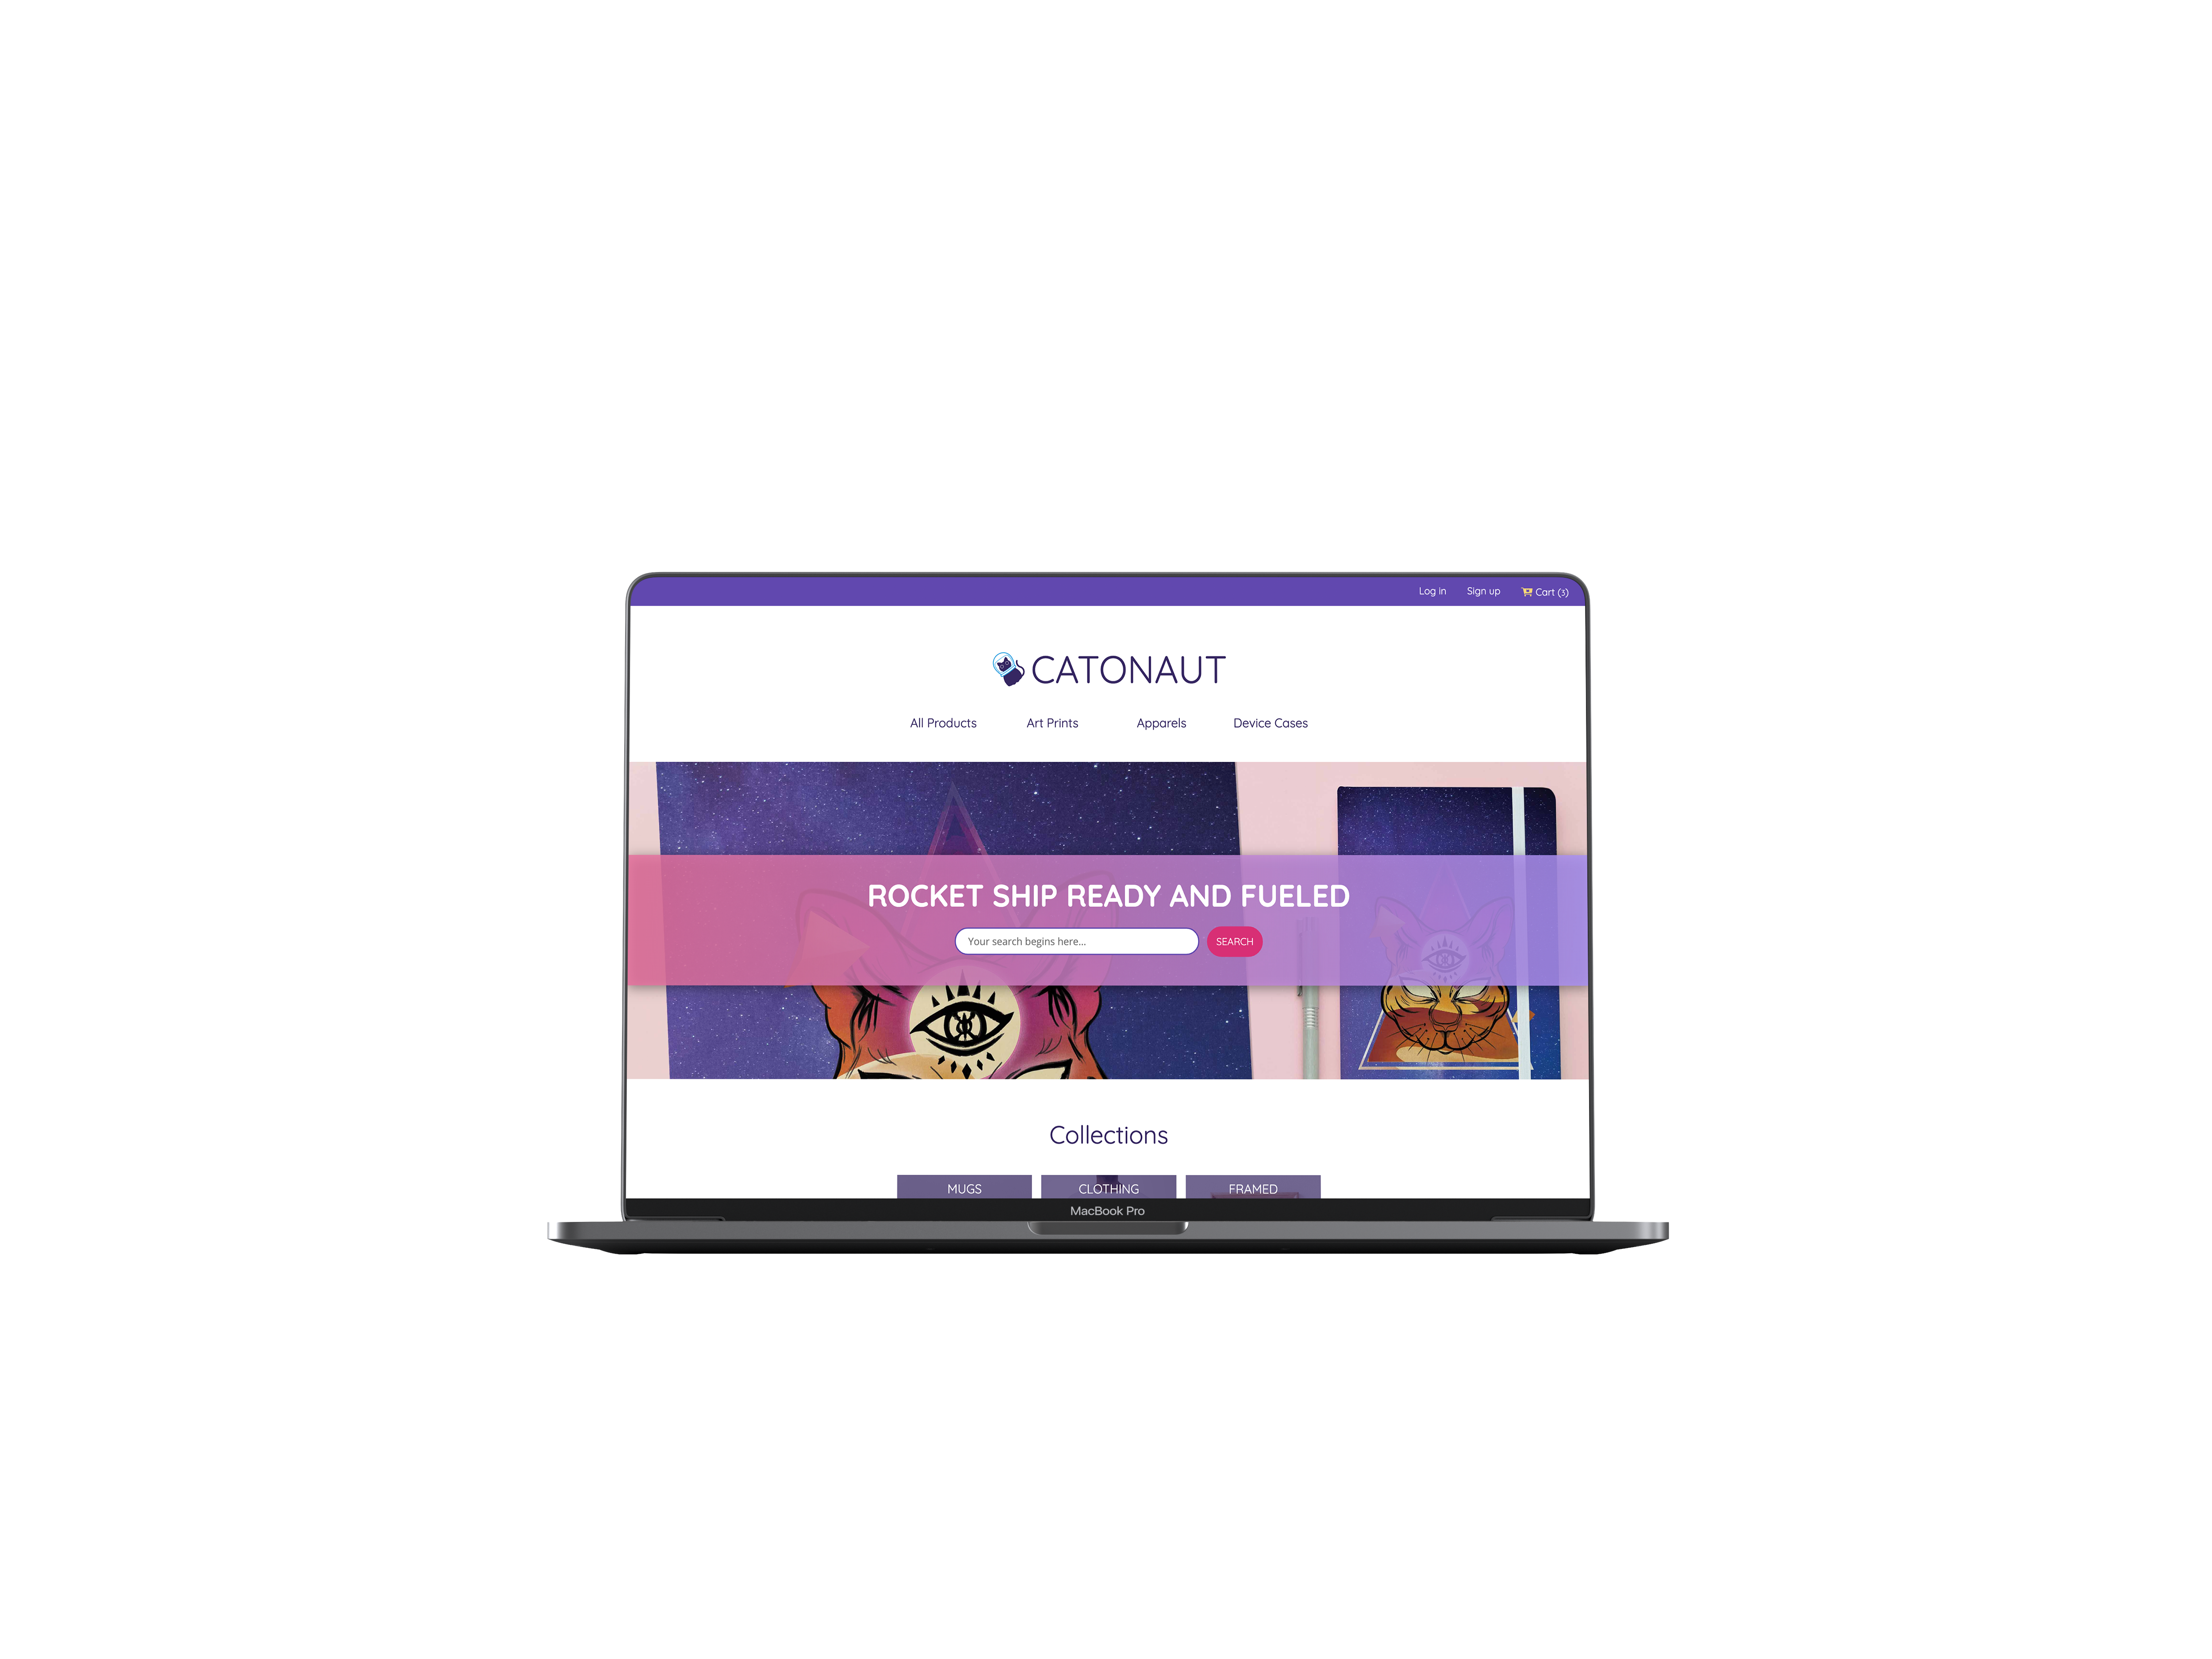 Log in Sign up Cart (3)
CATONAUT
All Products Art Prints Apparels Device Cases
ROCKET SHIP READY AND FUELED
Your search begins here... SEARCH
Collections
MUGS CLOTHING FRAMED
MacBook Pro